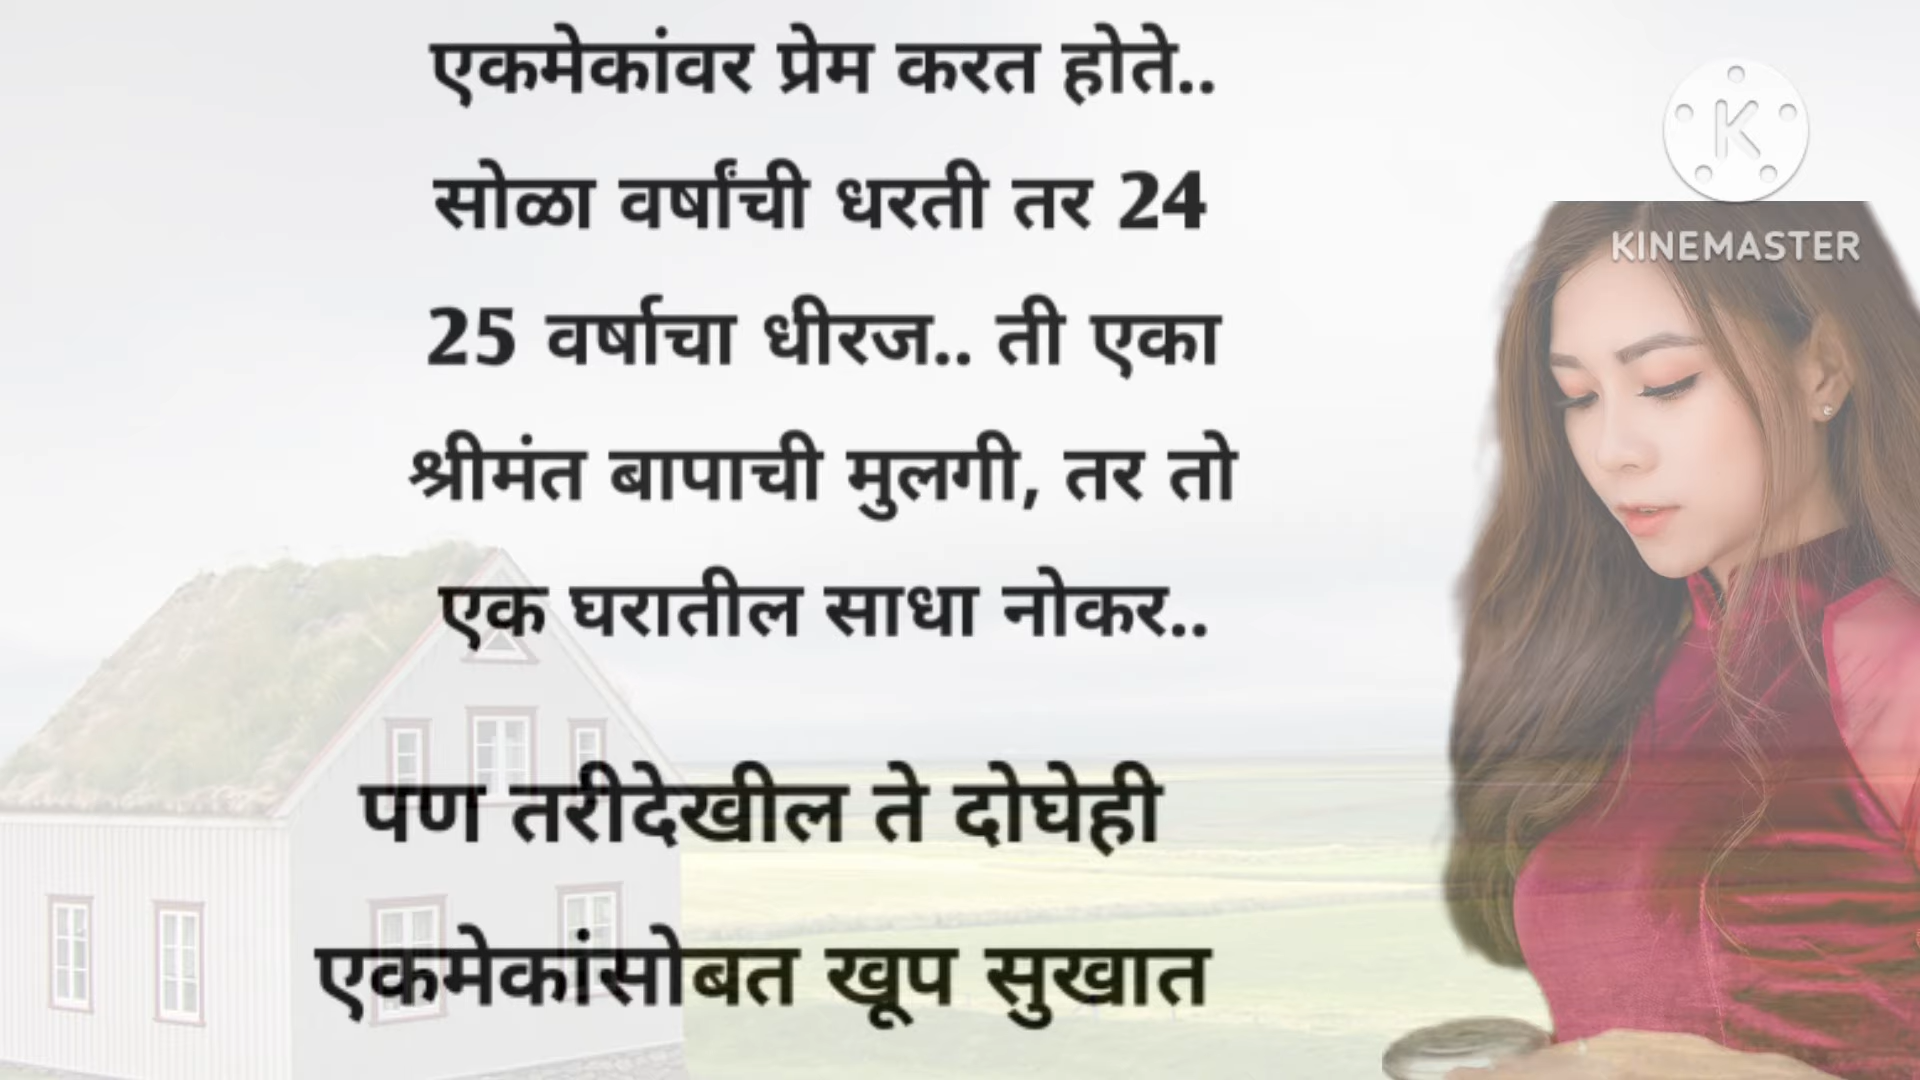 एकमेकांवर प्रेम करत होते..
सोळा वर्षांची धरती तर 24
25 वर्षाचा धीरज.. ती एका
श्रीमंत बापाची मुलगी, तर तो
एक घरातील साधा नोकर..
पण तरीदेखील ते दोघेही
एकमेकांसोबत खूप सुखात
K
KINEMASTER